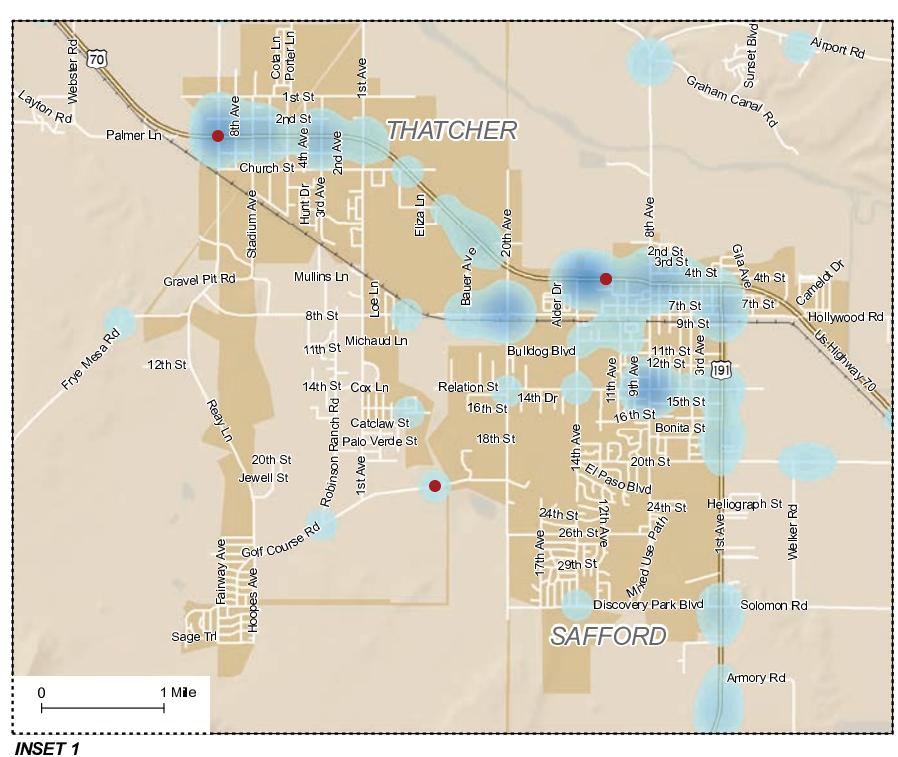 Webster Rd
70
Cota Ln
Porter Ln
1st Ave
Sunset Blvd
Airport Rd
Graham Canal Rd
Layton Rd
Palmer Ln
8th Ave
1st St
2nd St
4th Ave
2nd Ave
THATCHER
Church St
Stadium Ave
Hunt Dr
3rd Ave
Eliza Ln
20th Ave
8th Ave
2nd St
3rd St
4th St
Gila Ave
4th St
Camelot Dr
Gravel Pit Rd
Mullins Ln
Loe Ln
Bauer Ave
Alder Dr
7th St
7th St
Hollywood Rd
8th St
9th St
Us Highway 70
Frye Mesa Rd
Michaud Ln
11th St
Bulldog Blvd
11th St
12th St
3rd Ave
191
12th St
14th St
Cox Ln
Relation St
14th Dr
11th Ave
9th Ave
15th St
16th St
16th St
Reay Ln
Robinson Ranch Rd
Catclaw St
Palo Verde St
18th St
14th Ave
Bonita St
20th St
Jewell St
1st Ave
20th St
El Paso Blvd
24th St
12th Ave
24th St
Heliograph St
Golf Course Rd
26th St
Mixed Use Path
1st Ave
Welker Rd
Fairway Ave
Hoopes Ave
17th Ave
29th St
Discovery Park Blvd
Solomon Rd
Sage Trl
SAFFORD
Armory Rd
0
1 Mile
INSET 1